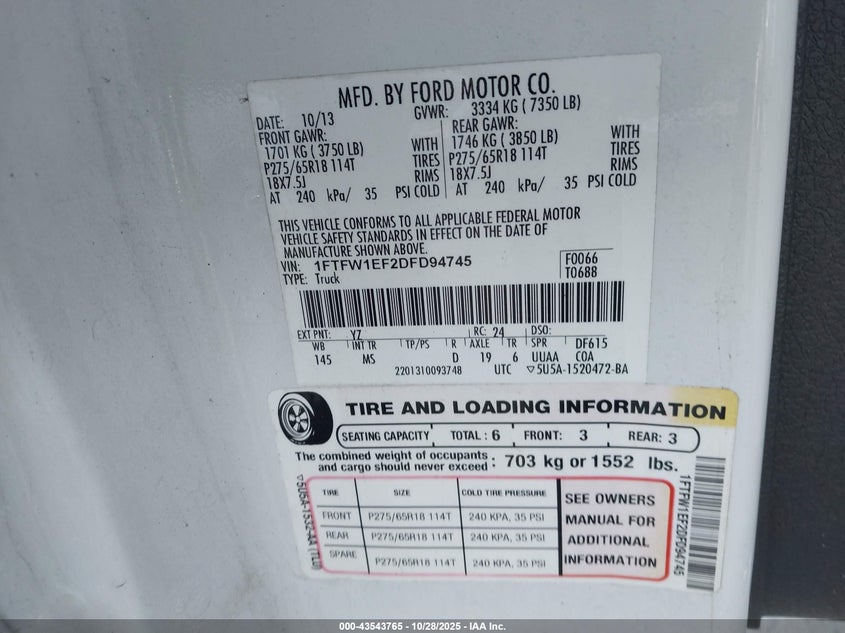 MFD. BY FORD MOTOR CO.
DATE: 10/13 GVWR: 3334 KG ( 7350 LB)
FRONT GAWR: REAR GAWR:
1701 KG ( 3750 LB) WITH 1746 KG ( 3850 LB) WITH
P275/65R18 114T TIRES P275/65R18 114T TIRES
18X7.5J RIMS 18X7.5J RIMS
AT 240 kPa/ 35 PSI COLD AT 240 kPa/ 35 PSI COLD
THIS VEHICLE CONFORMS TO ALL APPLICABLE FEDERAL MOTOR
VEHICLE SAFETY STANDARDS IN EFFECT ON THE DATE OF
MANUFACTURE SHOWN ABOVE.
VIN: 1FTFW1EF2DFD94745 F0066
TYPE: Truck T0688
EXT PNT: YZ RC: 24 DSO:
WB INT TR TP/PS R AXLE TR SPR DF615
145 MS D 19 6 UUAA COA
2201310093748 UTC ▽5U5A-1520472-BA
TIRE AND LOADING INFORMATION
SEATING CAPACITY TOTAL : 6 FRONT: 3 REAR: 3
The combined weight of occupants
and cargo should never exceed : 703 kg or 1552 lbs.
TIRE SIZE COLD TIRE PRESSURE
FRONT P275/65R18 114T 240 KPA, 35 PSI
REAR P275/65R18 114T 240 KPA, 35 PSI
SPARE P275/65R18 114T 240 KPA, 35 PSI
SEE OWNERS
MANUAL FOR
ADDITIONAL
INFORMATION
▽5U5A-1532-AA (TLU)
1FTFW1EF2DFD94745
000-43543765 - 10/28/2025 - IAA Inc.